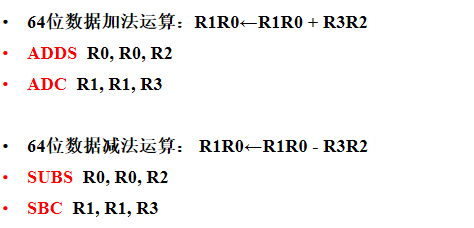 • 64位数据加法运算：R1R0←R1R0 + R3R2
• ADDS  R0, R0, R2
• ADC  R1, R1, R3
• 64位数据减法运算： R1R0←R1R0 - R3R2
• SUBS  R0, R0, R2
• SBC  R1, R1, R3